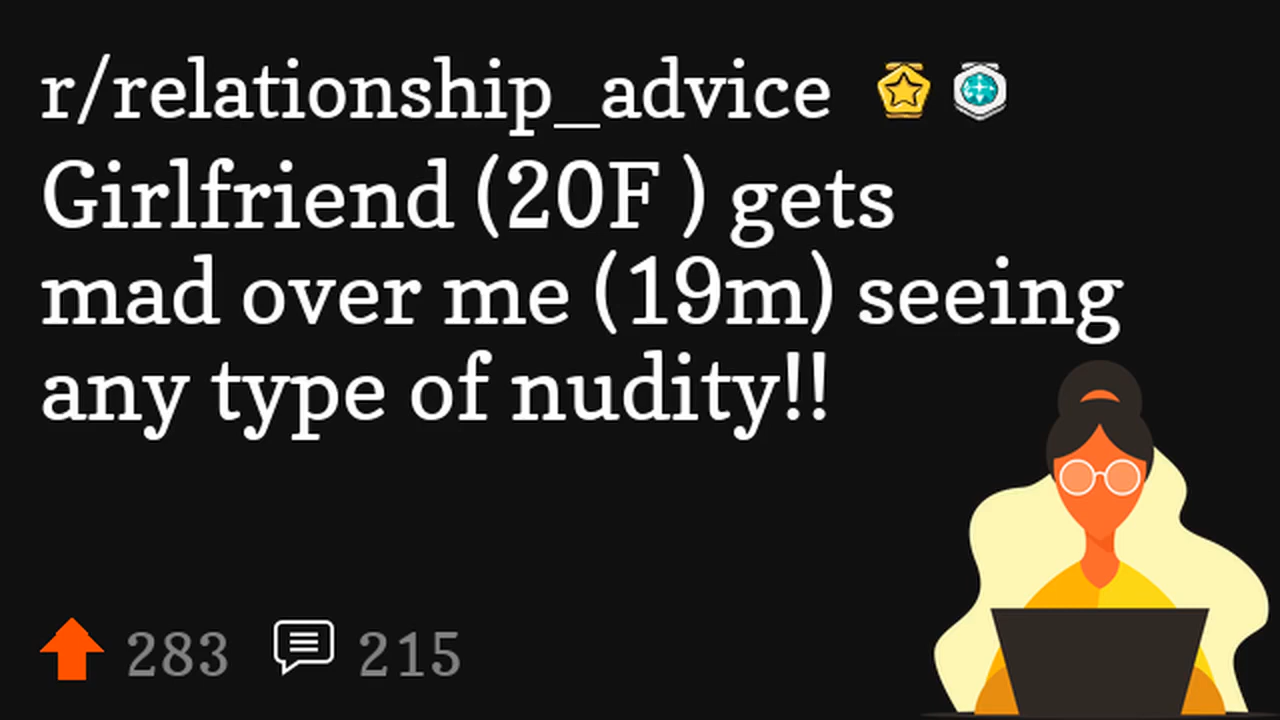 r/relationship_advice
Girlfriend (20F ) gets
mad over me (19m) seeing
any type of nudity!!
283 215